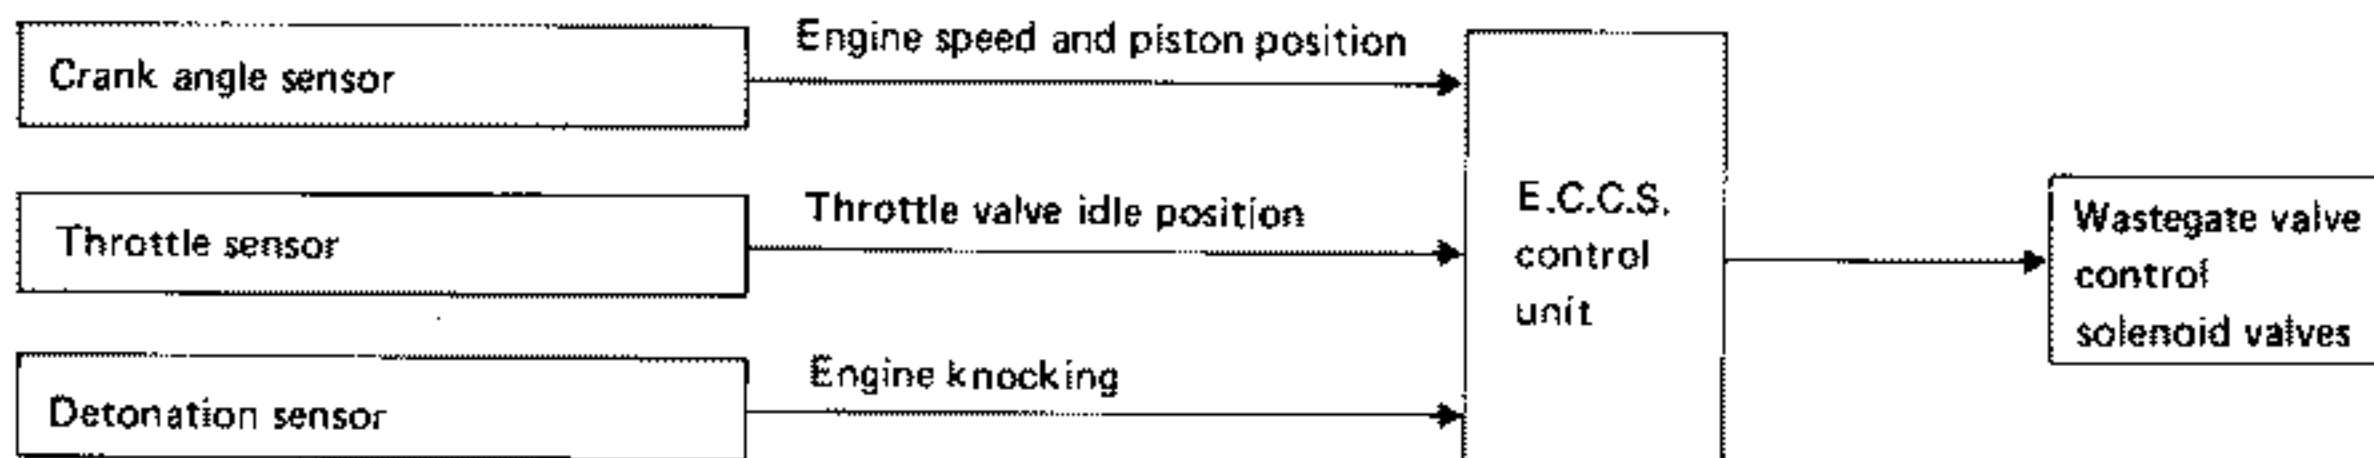 Crank angle sensor
Engine speed and piston position
Throttle sensor
Throttle valve idle position
Detonation sensor
Engine knocking
E.C.C.S.
control
unit
Wastegate valve
control
solenoid valves